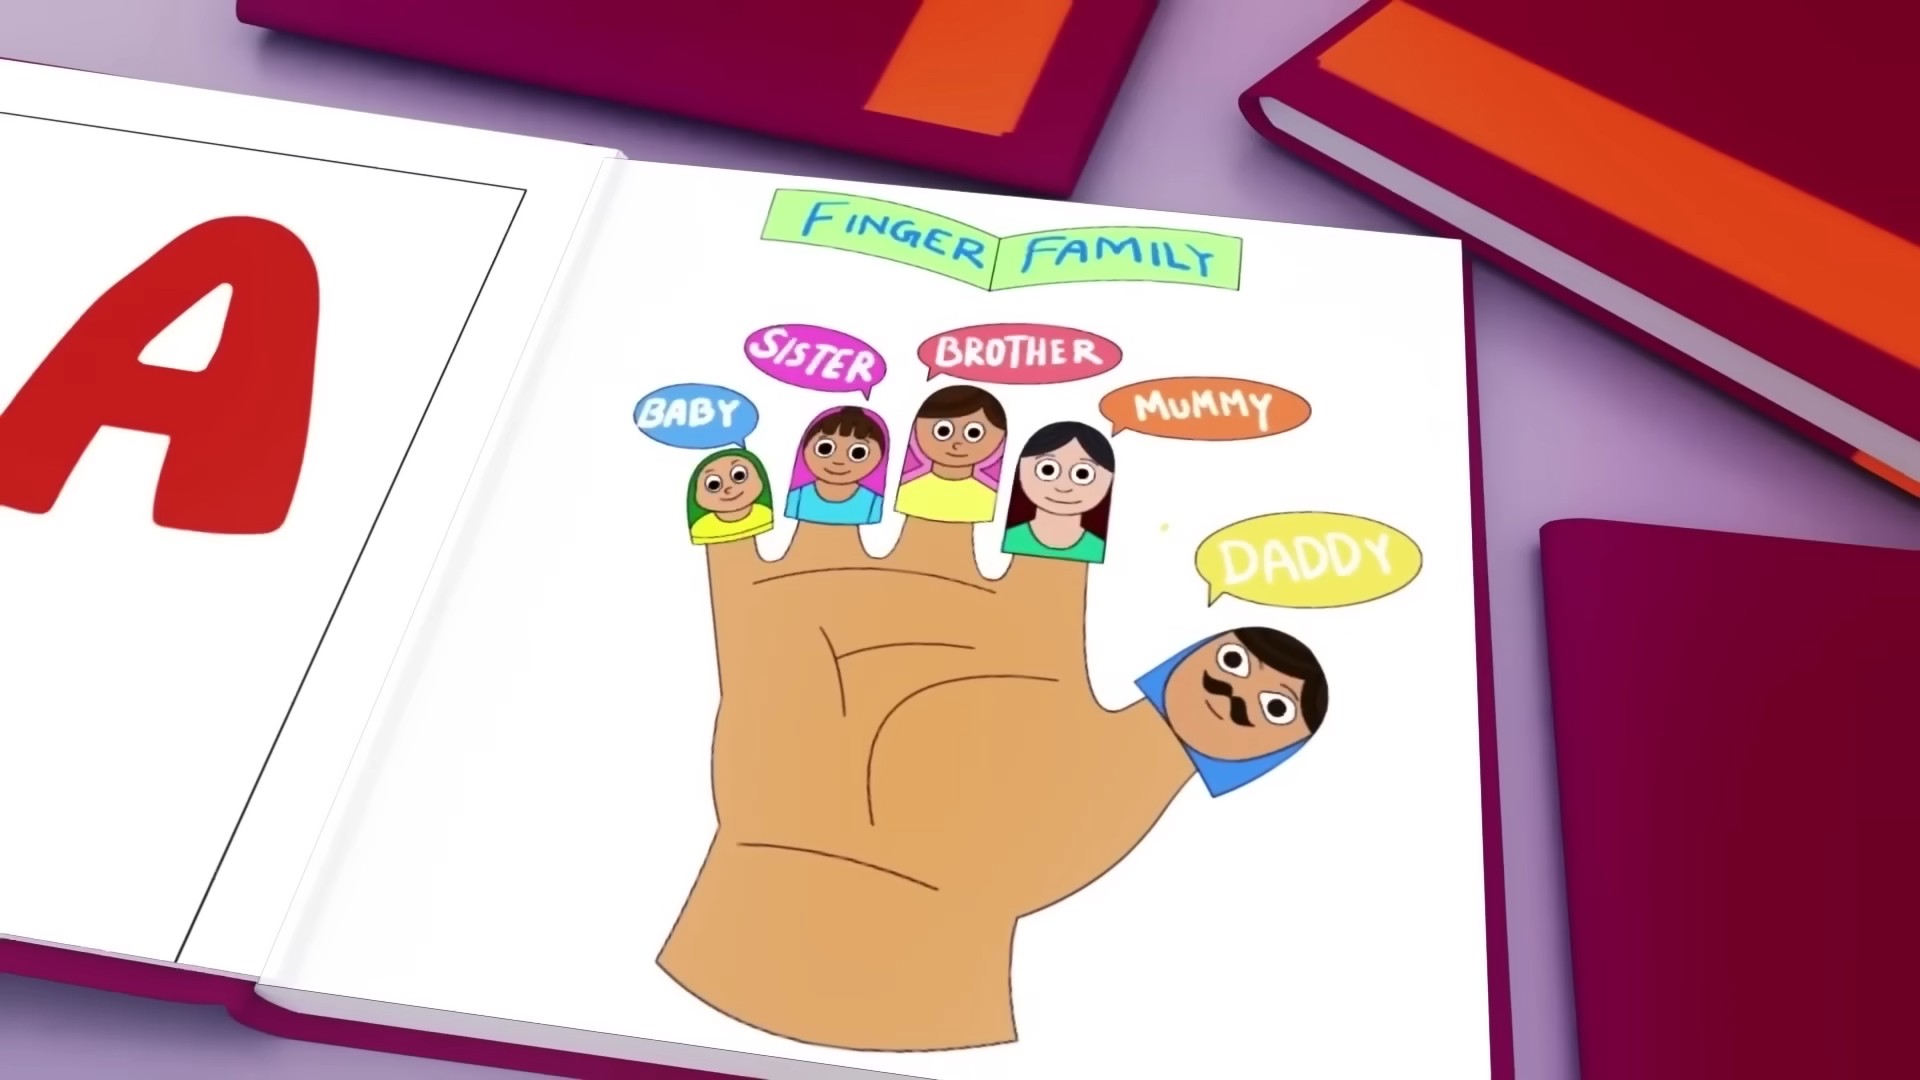 A
FINGER FAMILY
SISTER
BROTHER
BABY
MUMMY
DADDY